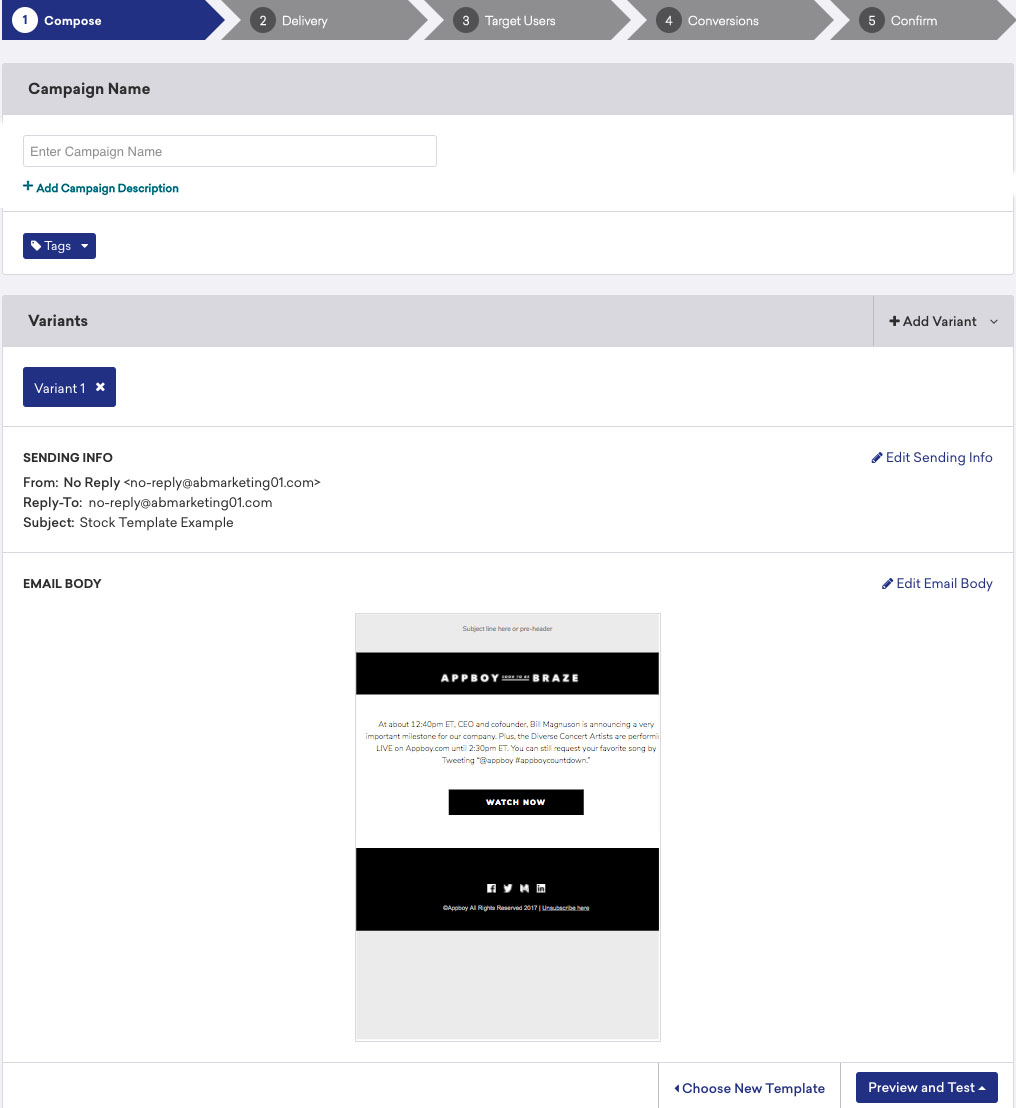 1 Compose 2 Delivery 3 Target Users 4 Conversions 5 Confirm
Campaign Name
Enter Campaign Name
+ Add Campaign Description
Tags
Variants + Add Variant
Variant 1 ×
SENDING INFO Edit Sending Info
From: No Reply <no-reply@abmarketing01.com>
Reply-To: no-reply@abmarketing01.com
Subject: Stock Template Example
EMAIL BODY Edit Email Body
Subject line here or pre-header
APPBOY SOON TO BE BRAZE
At about 12:40pm ET, CEO and cofounder, Bill Magnuson is announcing a very
important milestone for our company. Plus, the Diverse Concert Artists are performi
LIVE on Appboy.com until 2:30pm ET. You can still request your favorite song by
Tweeting "@appboy #appboycountdown."
WATCH NOW
©Appboy All Rights Reserved 2017 | Unsubscribe here
Choose New Template Preview and Test